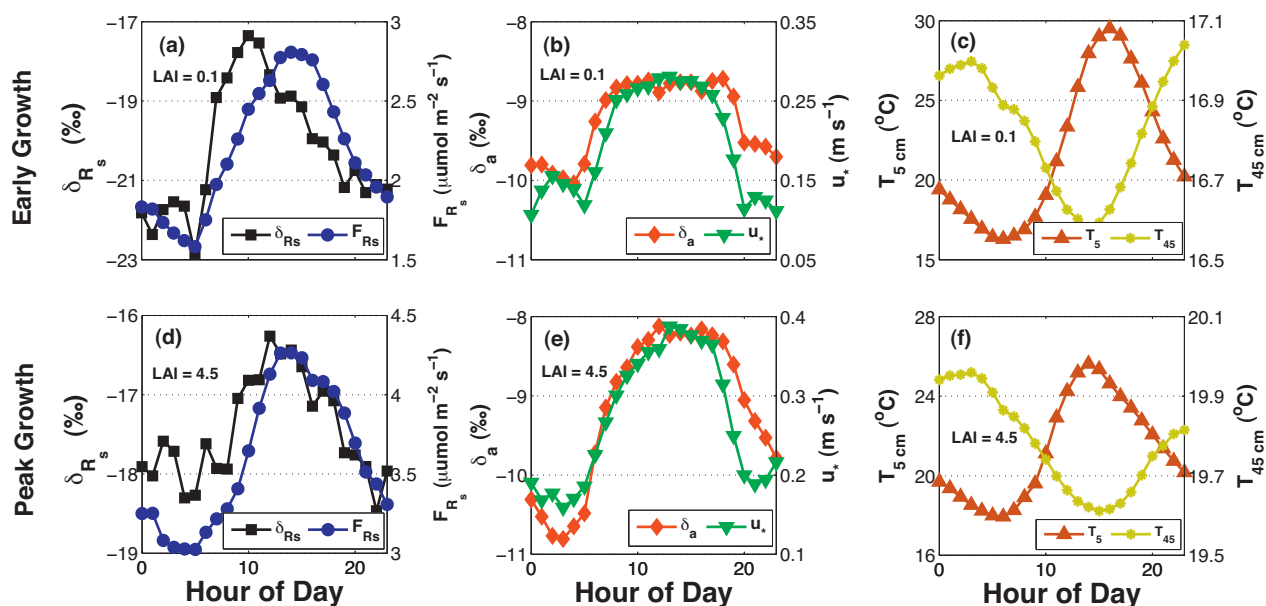 Early Growth
(a)
LAI = 0.1
δRs (‰)
−17
−19
−21
−23
3
2.5
2
1.5
FRs (μmol m−2 s−1)
δRs FRs
(b)
LAI = 0.1
δa (‰)
−8
−9
−10
−11
0.35
0.25
0.15
0.05
u* (m s−1)
δa u*
(c)
LAI = 0.1
T5 cm (oC)
30
27
20
15
17.1
16.9
16.7
16.5
T45 cm (oC)
T5 T45
Peak Growth
(d)
LAI = 4.5
δRs (‰)
−16
−17
−18
−19
4.5
4
3.5
3
FRs (μmol m−2 s−1)
δRs FRs
0 10 20
Hour of Day
(e)
LAI = 4.5
δa (‰)
−8
−9
−10
−11
0.4
0.3
0.2
0.1
u* (m s−1)
δa u*
0 10 20
Hour of Day
(f)
LAI = 4.5
T5 cm (oC)
28
24
20
16
20.1
19.9
19.7
19.5
T45 cm (oC)
T5 T45
0 10 20
Hour of Day